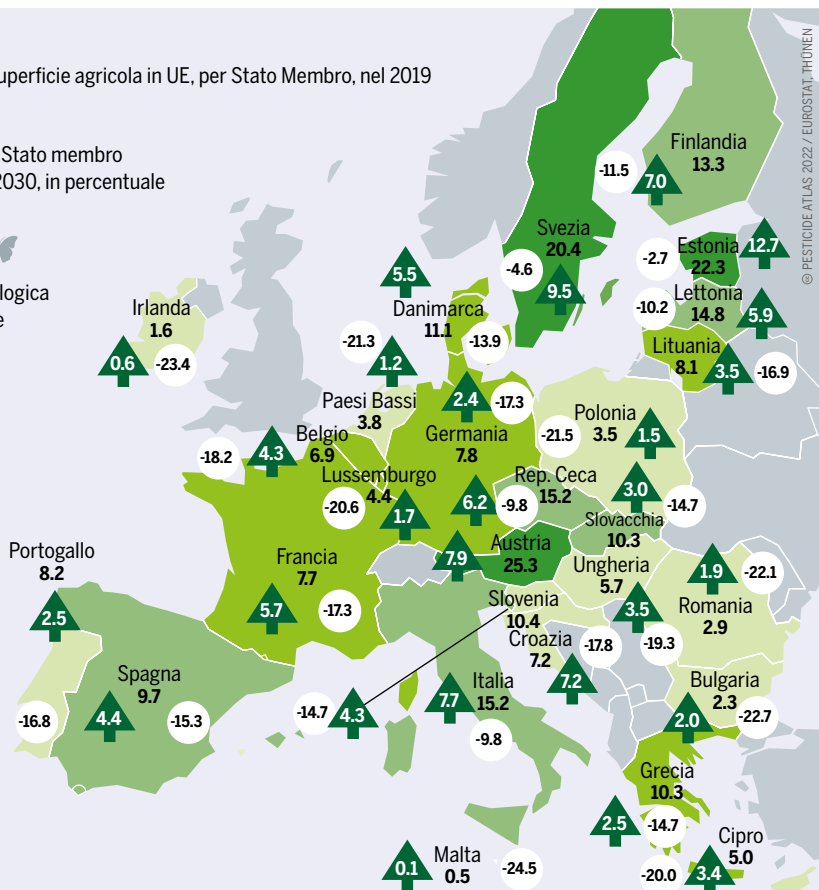 uperficie agricola in UE, per Stato Membro, nel 2019
Stato membro
2030, in percentuale
logica
© PESTICIDE ATLAS 2022 / EUROSTAT, THÜNEN
Finlandia
13.3
-11.5
7.0
Svezia
20.4
-4.6
9.5
Estonia
22.3
-2.7
12.7
Lettonia
14.8
-10.2
5.9
Lituania
8.1
3.5
-16.9
Irlanda
1.6
0.6
-23.4
5.5
Danimarca
11.1
-13.9
-21.3
1.2
Paesi Bassi
3.8
2.4
-17.3
Germania
7.8
Polonia
3.5
-21.5
1.5
Belgio
6.9
-18.2
4.3
Lussemburgo
4.4
-20.6
1.7
Rep. Ceca
15.2
6.2
-9.8
3.0
-14.7
Slovacchia
10.3
Austria
25.3
7.9
Ungheria
5.7
3.5
-19.3
1.9
-22.1
Romania
2.9
Portogallo
8.2
2.5
-16.8
Francia
7.7
5.7
-17.3
Slovenia
10.4
-14.7
4.3
Croazia
7.2
-17.8
7.2
Spagna
9.7
4.4
-15.3
Italia
15.2
7.7
-9.8
Bulgaria
2.3
2.0
-22.7
Grecia
10.3
2.5
-14.7
Cipro
5.0
-20.0
3.4
Malta
0.5
0.1
-24.5